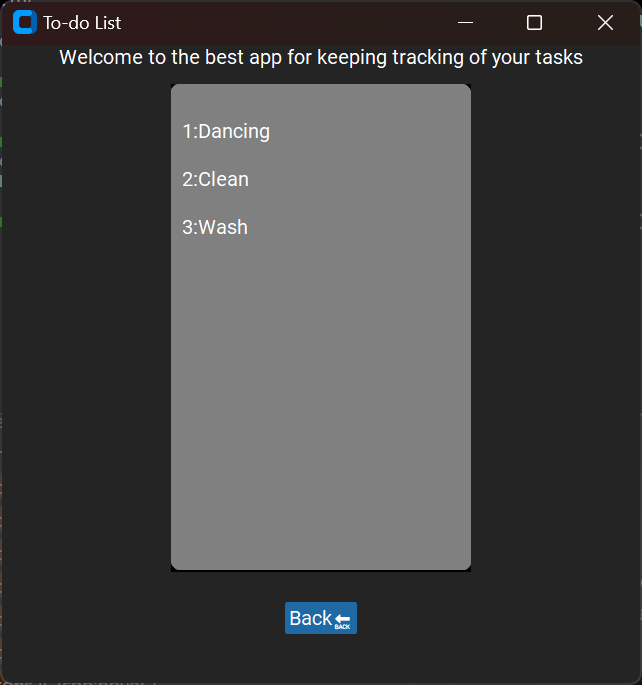 To-do List
Welcome to the best app for keeping tracking of your tasks
1:Dancing
2:Clean
3:Wash
Back
BACK